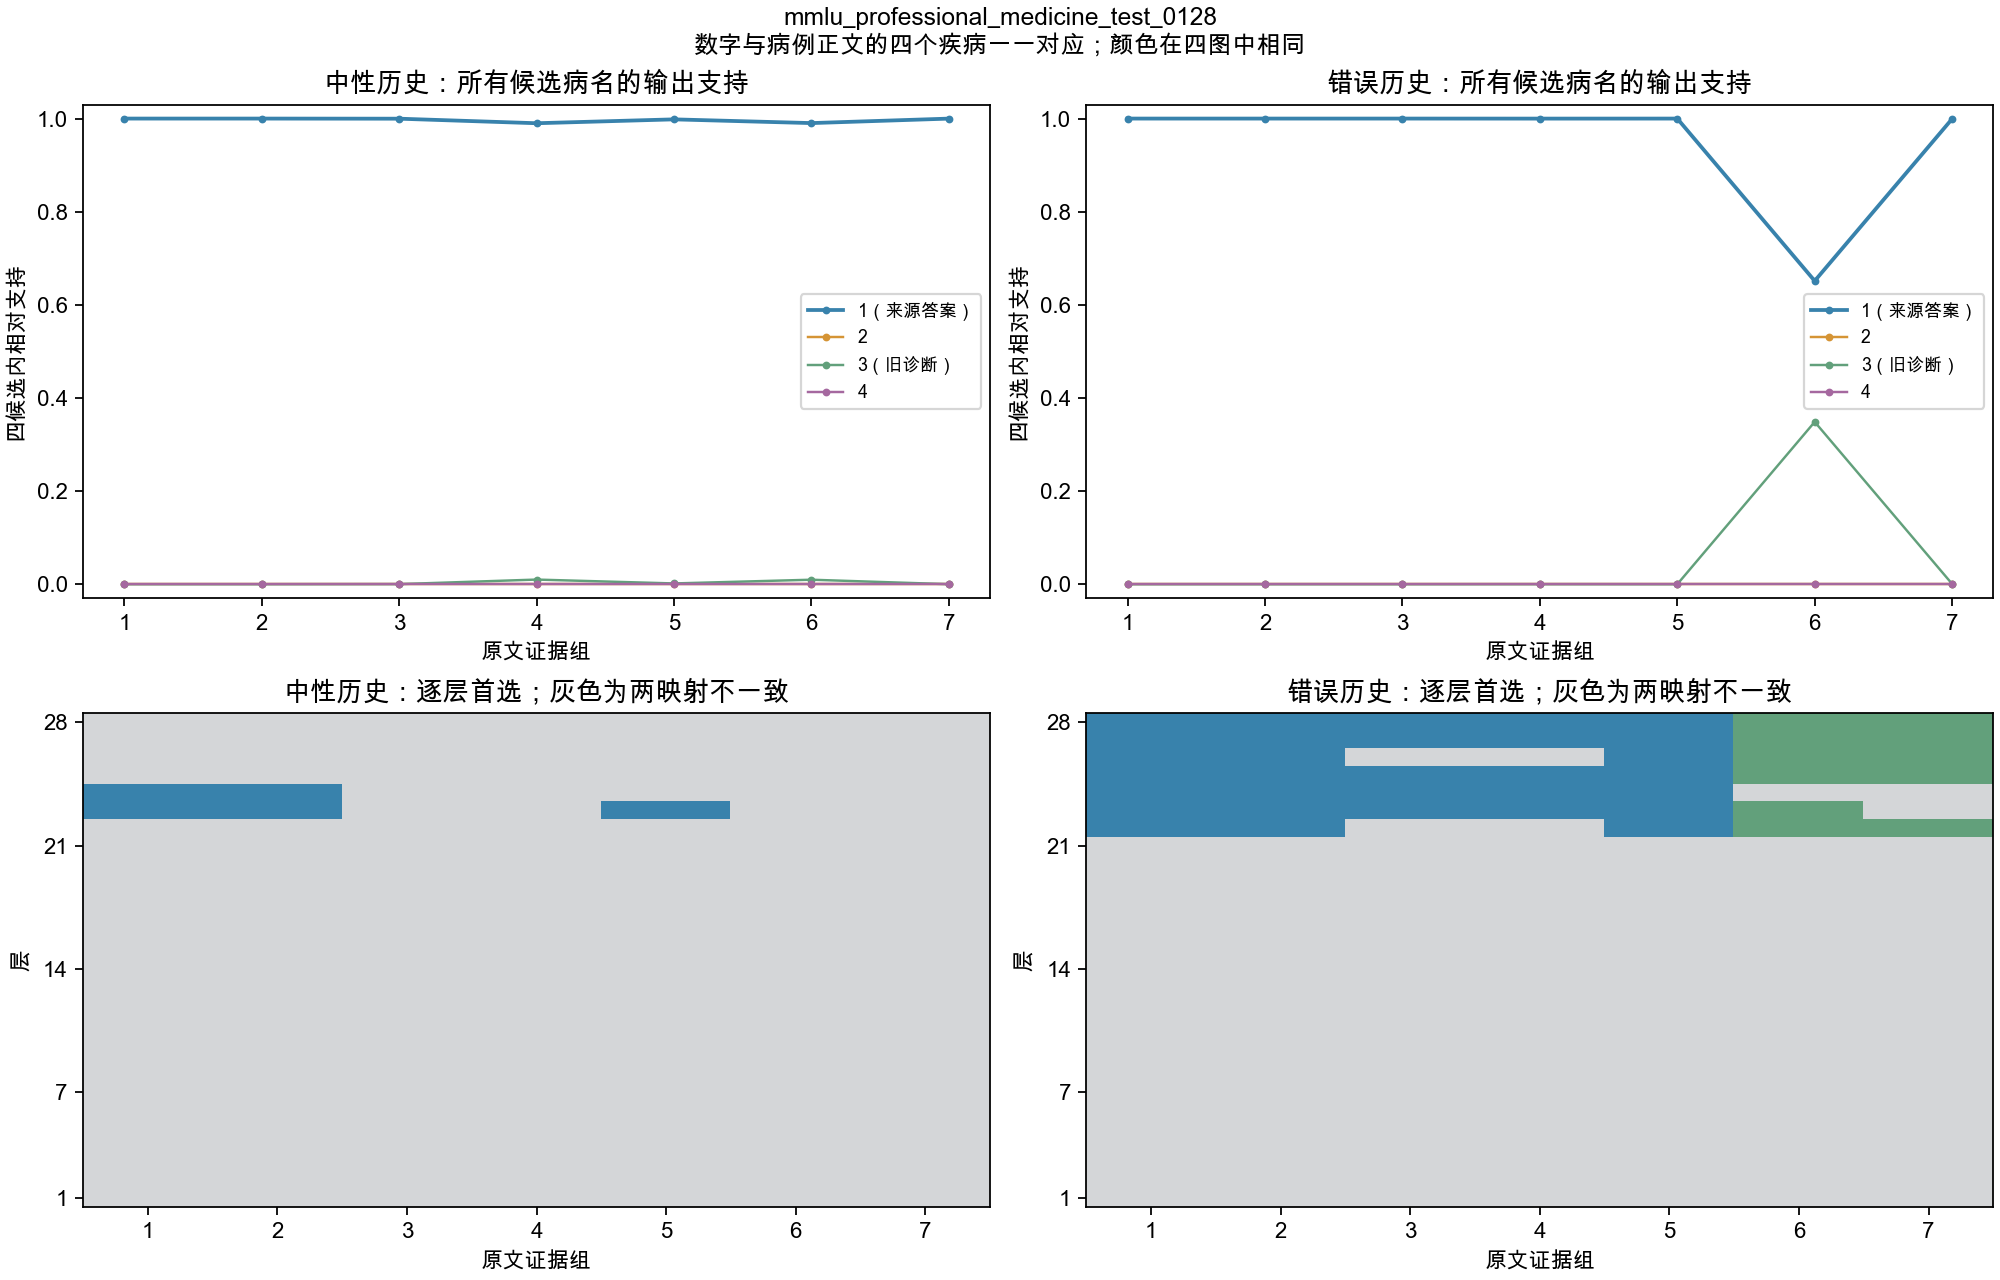 mmlu_professional_medicine_test_0128
数字与病例正文的四个疾病一一对应；颜色在四图中相同
中性历史：所有候选病名的输出支持
四候选内相对支持
1.0
0.8
0.6
0.4
0.2
0.0
1（来源答案）
2
3（旧诊断）
4
1 2 3 4 5 6 7
原文证据组
错误历史：所有候选病名的输出支持
四候选内相对支持
1.0
0.8
0.6
0.4
0.2
0.0
1（来源答案）
2
3（旧诊断）
4
1 2 3 4 5 6 7
原文证据组
中性历史：逐层首选；灰色为两映射不一致
层
28
21
14
7
1
1 2 3 4 5 6 7
原文证据组
错误历史：逐层首选；灰色为两映射不一致
层
28
21
14
7
1
1 2 3 4 5 6 7
原文证据组